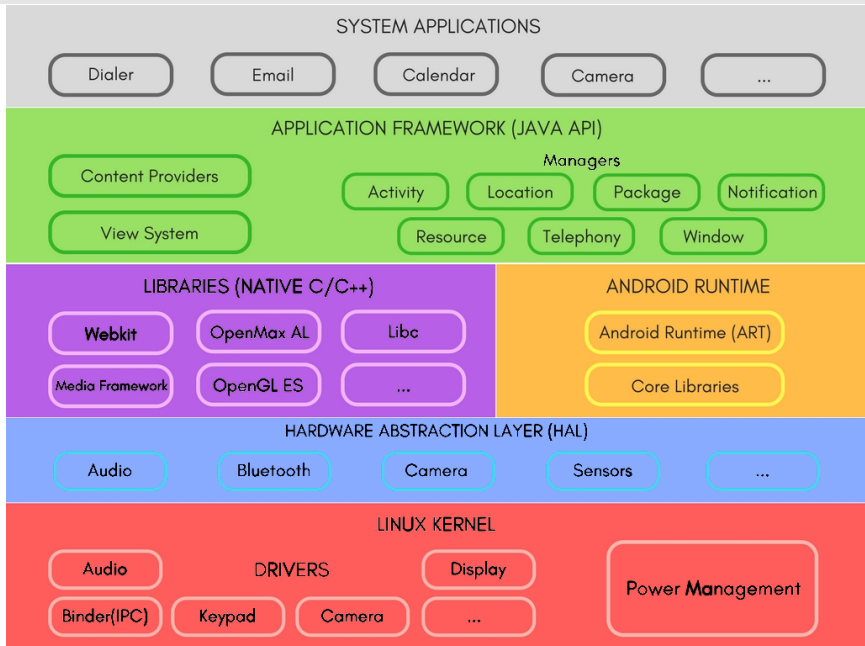 SYSTEM APPLICATIONS
Dialer
Email
Calendar
Camera
...
APPLICATION FRAMEWORK (JAVA API)
Content Providers
View System
Managers
Activity
Location
Package
Notification
Resource
Telephony
Window
LIBRARIES (NATIVE C/C++)
Webkit
OpenMax AL
Libc
Media Framework
OpenGL ES
...
ANDROID RUNTIME
Android Runtime (ART)
Core Libraries
HARDWARE ABSTRACTION LAYER (HAL)
Audio
Bluetooth
Camera
Sensors
...
LINUX KERNEL
Audio
DRIVERS
Display
Binder(IPC)
Keypad
Camera
...
Power Management